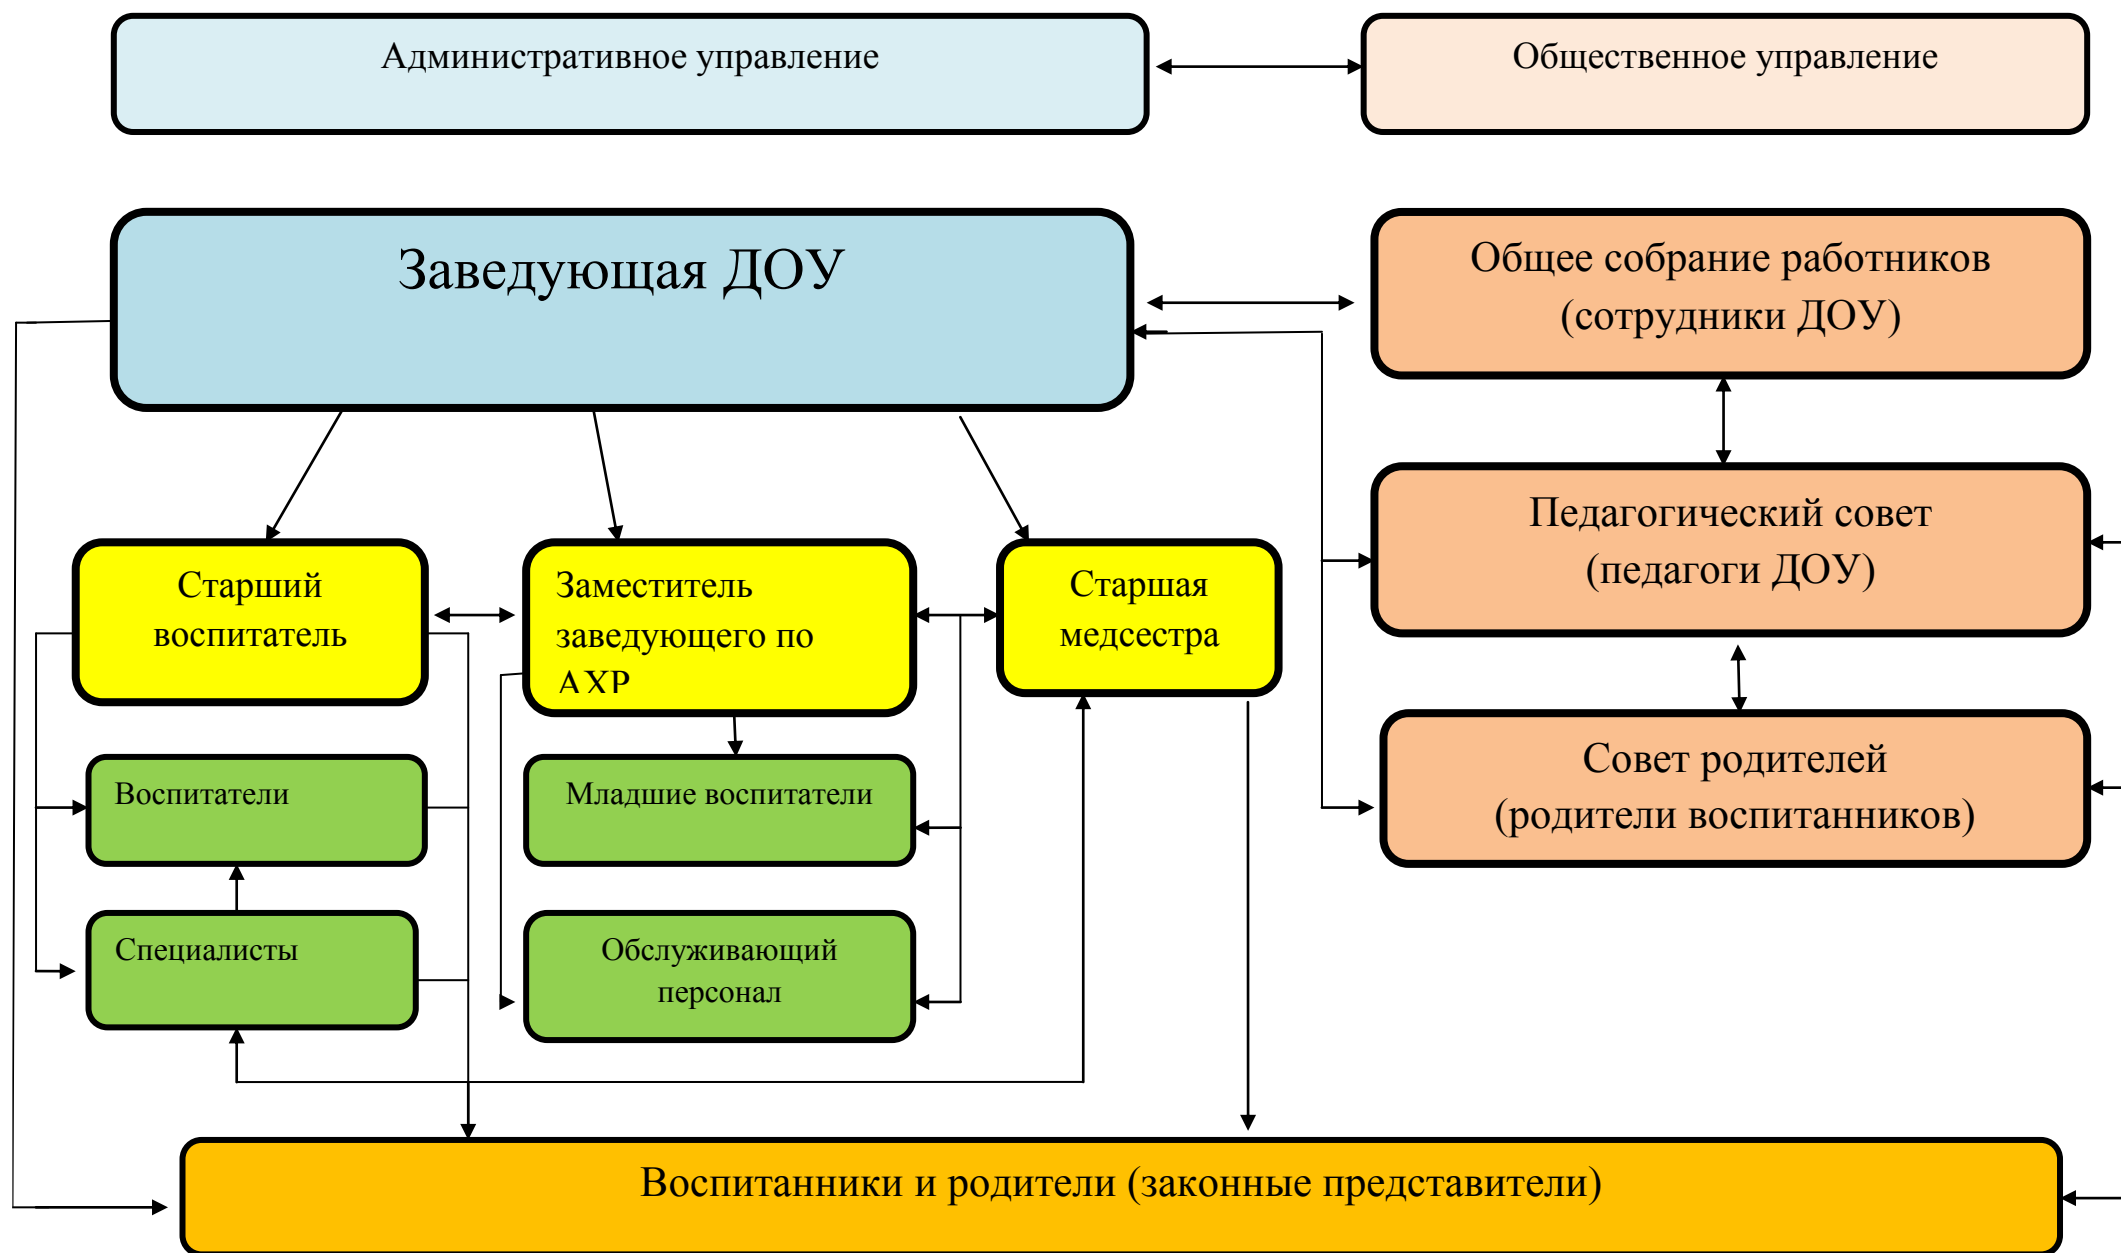 Административное управление
Общественное управление
Заведующая ДОУ
Общее собрание работников
(сотрудники ДОУ)
Педагогический совет
(педагоги ДОУ)
Старший
воспитатель
Заместитель
заведующего по
АХР
Старшая
медсестра
Совет родителей
(родители воспитанников)
Воспитатели
Младшие воспитатели
Специалисты
Обслуживающий
персонал
Воспитанники и родители (законные представители)